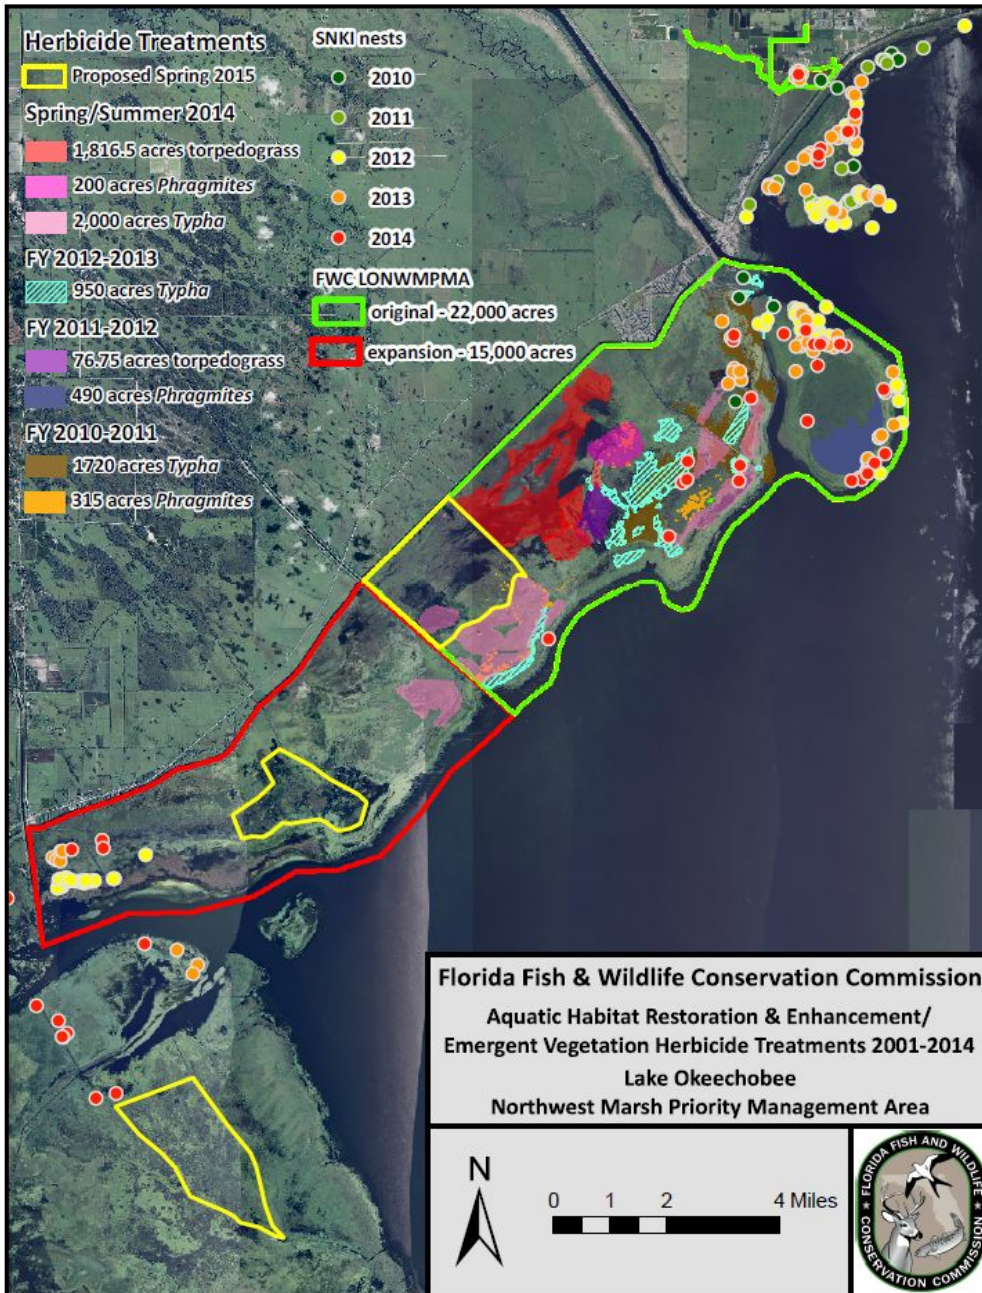 Herbicide Treatments
Proposed Spring 2015
Spring/Summer 2014
1,816.5 acres torpedograss
200 acres Phragmites
2,000 acres Typha
FY 2012-2013
950 acres Typha
FY 2011-2012
76.75 acres torpedograss
490 acres Phragmites
FY 2010-2011
1720 acres Typha
315 acres Phragmites
SNKI nests
2010
2011
2012
2013
2014
FWC LONWMPMA
original - 22,000 acres
expansion - 15,000 acres
Florida Fish & Wildlife Conservation Commission
Aquatic Habitat Restoration & Enhancement/
Emergent Vegetation Herbicide Treatments 2001-2014
Lake Okeechobee
Northwest Marsh Priority Management Area
N
0 1 2 4 Miles
FLORIDA FISH AND WILDLIFE
CONSERVATION COMMISSION